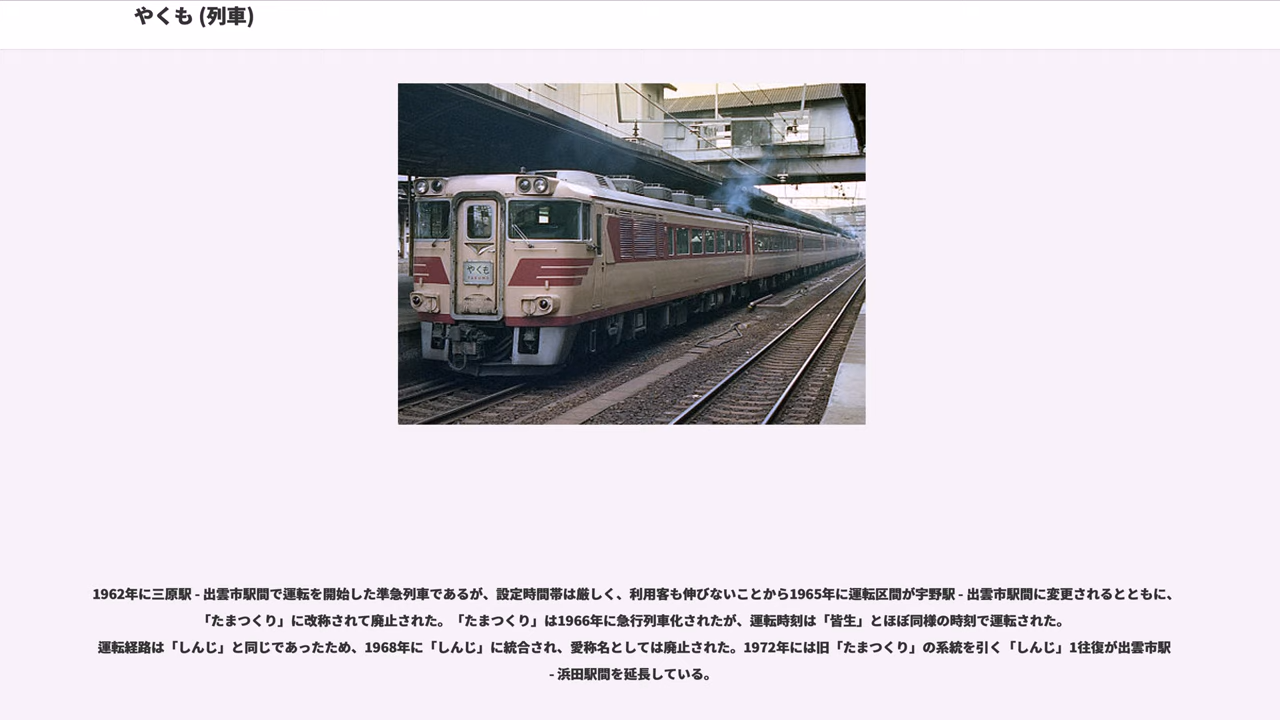 やくも (列車)
やくも
1962年に三原駅 - 出雲市駅間で運転を開始した準急列車であるが、設定時間帯は厳しく、利用客も伸びないことから1965年に運転区間が宇野駅 - 出雲市駅間に変更されるとともに、
「たまつくり」に改称されて廃止された。「たまつくり」は1966年に急行列車化されたが、運転時刻は「皆生」とほぼ同様の時刻で運転された。
運転経路は「しんじ」と同じであったため、1968年に「しんじ」に統合され、愛称名としては廃止された。1972年には旧「たまつくり」の系統を引く「しんじ」1往復が出雲市駅
- 浜田駅間を延長している。